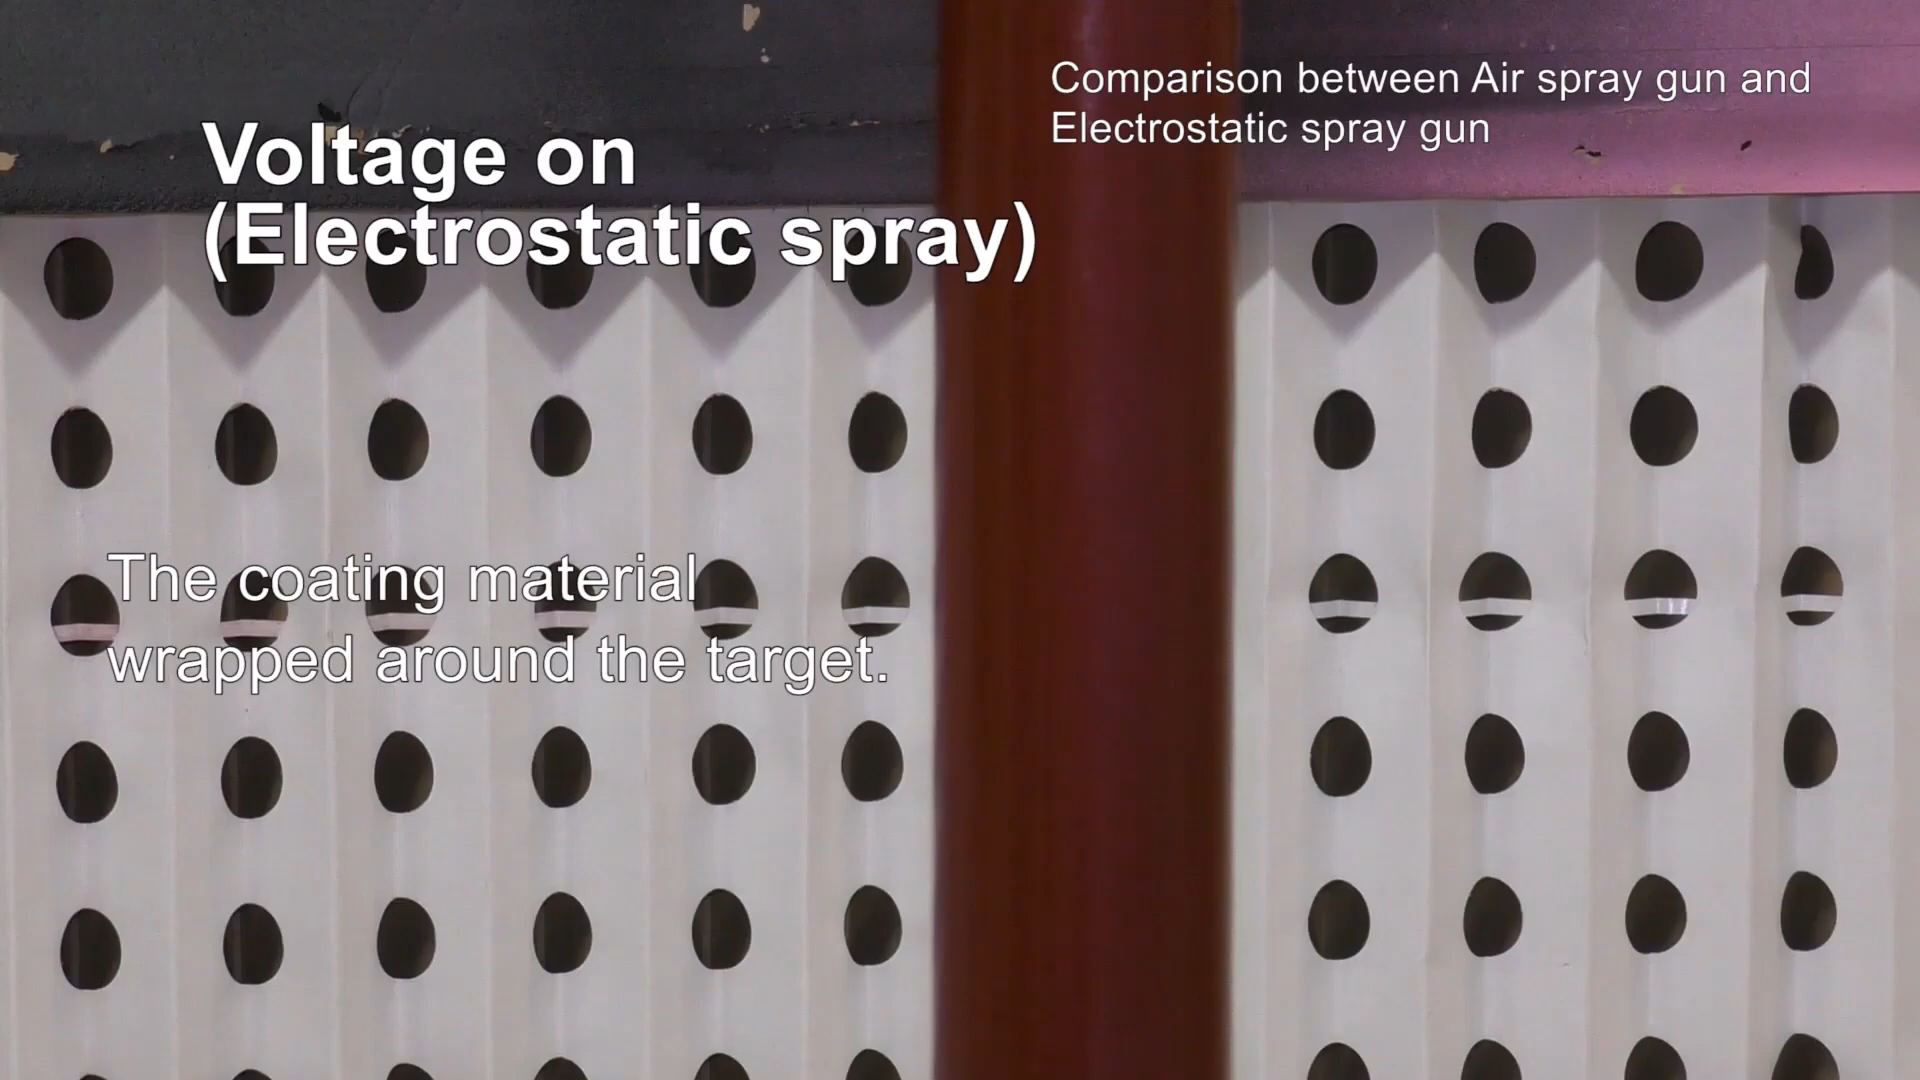 Comparison between Air spray gun and
Electrostatic spray gun
Voltage on
(Electrostatic spray)
The coating material
wrapped around the target.